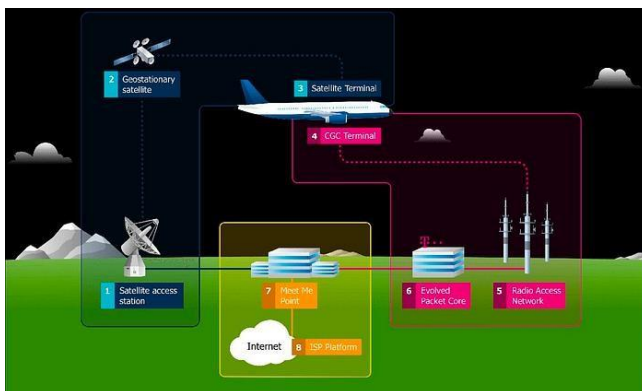 2 Geostationary
satellite
3 Satellite Terminal
4 CGC Terminal
1 Satellite access
station
7 Meet Me
Point
6 Evolved
Packet Core
5 Radio Access
Network
Internet
8 ISP Platform
T